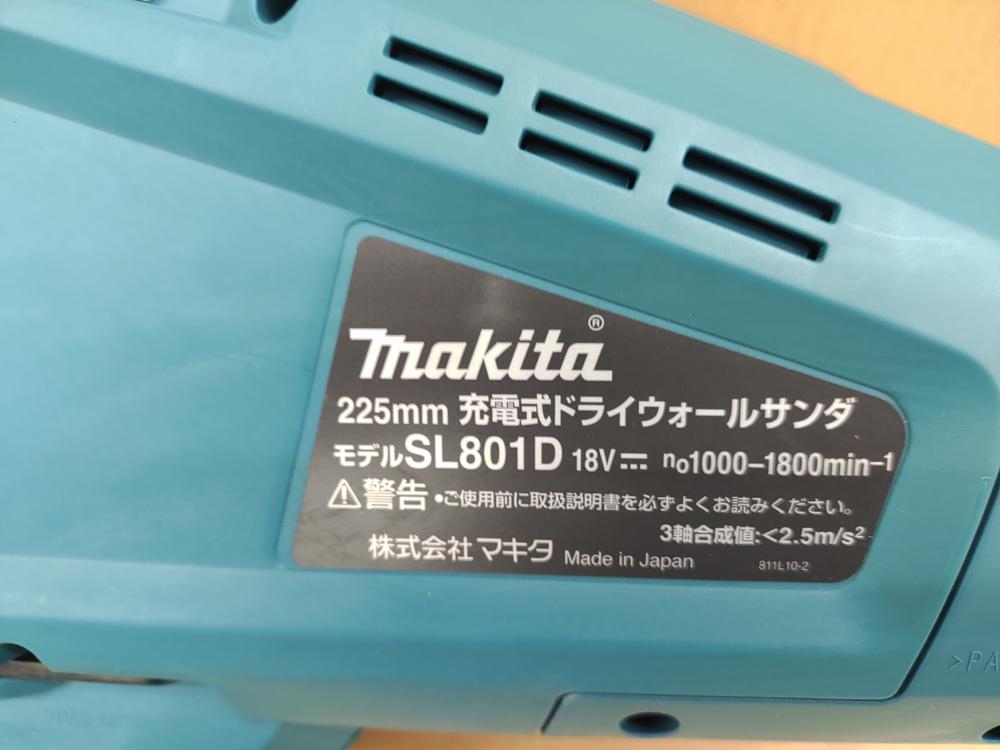 makita®
225mm 充電式ドライウォールサンダ
モデルSL801D 18V⎓ n₀1000-1800min⁻¹
⚠警告 •ご使用前に取扱説明書を必ずよくお読みください。
3軸合成値:<2.5m/s²
株式会社マキタ Made in Japan 811L10-2
>PA